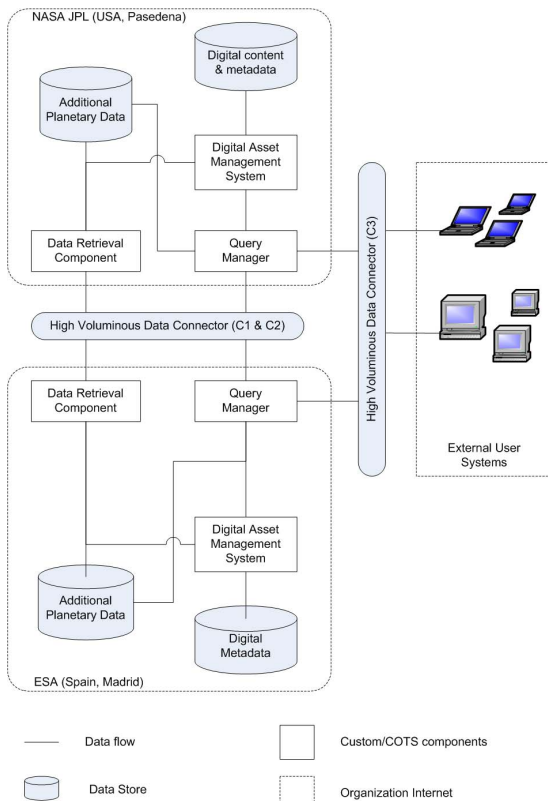 NASA JPL (USA, Pasedena)
Digital content
& metadata
Additional
Planetary Data
Digital Asset
Management
System
Data Retrieval
Component
Query
Manager
High Voluminous Data Connector (C1 & C2)
High Voluminous Data Connector (C3)
External User
Systems
Data Retrieval
Component
Query
Manager
Digital Asset
Management
System
Additional
Planetary Data
Digital
Metadata
ESA (Spain, Madrid)
Data flow
Custom/COTS components
Data Store
Organization Internet